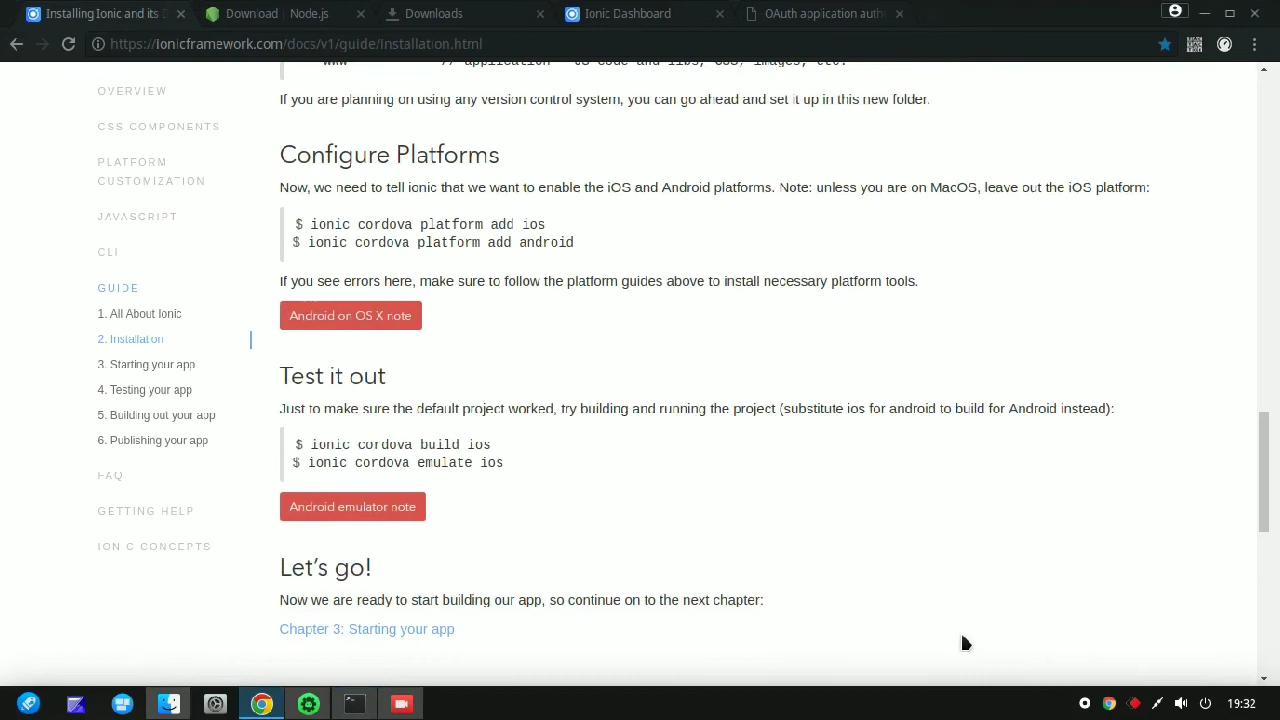 Installing Ionic and its D
Download | Node.js
Downloads
Ionic Dashboard
OAuth application auth
https://ionicframework.com/docs/v1/guide/installation.html
www // application - JS code and libs, CSS, images, etc.
If you are planning on using any version control system, you can go ahead and set it up in this new folder.
OVERVIEW
CSS COMPONENTS
PLATFORM
CUSTOMIZATION
JAVASCRIPT
CLI
GUIDE
1. All About Ionic
2. Installation
3. Starting your app
4. Testing your app
5. Building out your app
6. Publishing your app
FAQ
GETTING HELP
IONIC CONCEPTS
Configure Platforms
Now, we need to tell ionic that we want to enable the iOS and Android platforms. Note: unless you are on MacOS, leave out the iOS platform:
$ ionic cordova platform add ios
$ ionic cordova platform add android
If you see errors here, make sure to follow the platform guides above to install necessary platform tools.
Android on OS X note
Test it out
Just to make sure the default project worked, try building and running the project (substitute ios for android to build for Android instead):
$ ionic cordova build ios
$ ionic cordova emulate ios
Android emulator note
Let's go!
Now we are ready to start building our app, so continue on to the next chapter:
Chapter 3: Starting your app
19:32